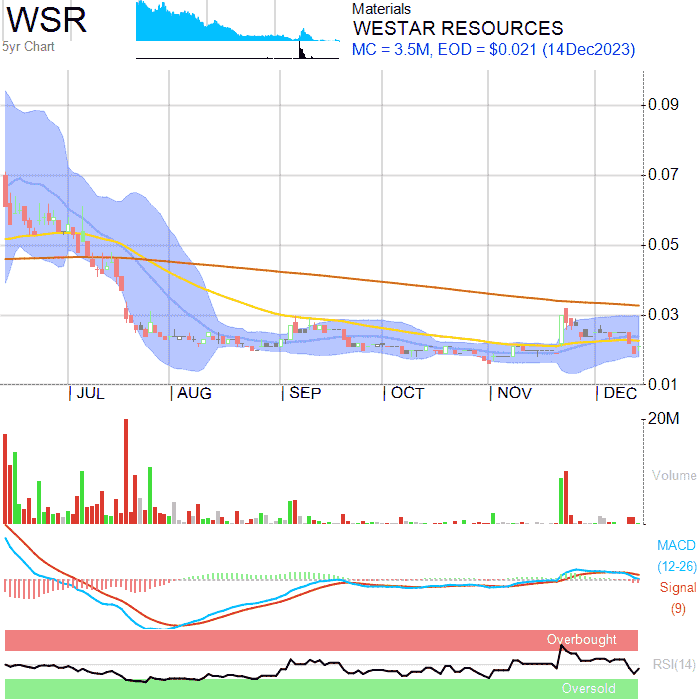 WSR
5yr Chart
Materials
WESTAR RESOURCES
MC = 3.5M, EOD = $0.021 (14Dec2023)
0.09
0.07
0.05
0.03
0.01
JUL
AUG
SEP
OCT
NOV
DEC
20M
Volume
MACD
(12-26)
Signal
(9)
Overbought
RSI(14)
Oversold